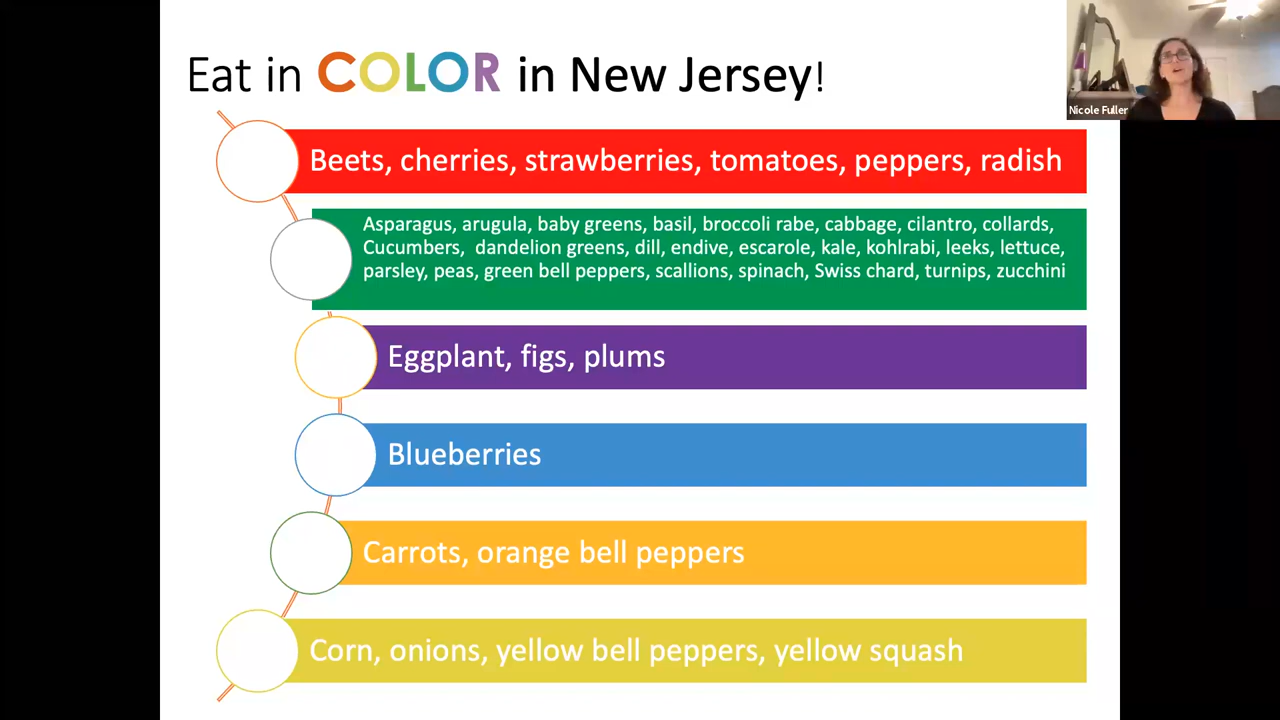 Eat in COLOR in New Jersey!
Nicole Fuller
Beets, cherries, strawberries, tomatoes, peppers, radish
Asparagus, arugula, baby greens, basil, broccoli rabe, cabbage, cilantro, collards,
Cucumbers, dandelion greens, dill, endive, escarole, kale, kohlrabi, leeks, lettuce,
parsley, peas, green bell peppers, scallions, spinach, Swiss chard, turnips, zucchini
Eggplant, figs, plums
Blueberries
Carrots, orange bell peppers
Corn, onions, yellow bell peppers, yellow squash